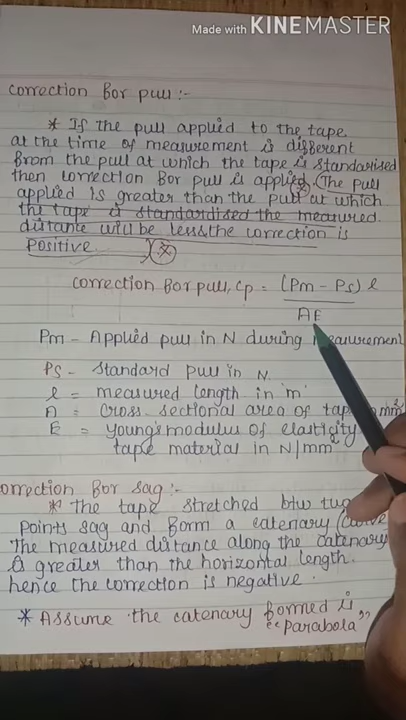 Made with KINEMASTER
correction for pull :-
* If the pull applied to the tape
at the time of measurement is different
from the pull at which the tape is standarised
then correction for pull is applied. The pull
applied is greater than the pull at which
the tape is standardised the measured
distance will be less & the correction is
positive.
correction for pull, Cp = (Pm - Ps) l
AE
Pm - Applied pull in N during measurement
Ps - Standard pull in N
l = measured length in 'm'
A = Cross sectional area of tape mm²
E = young's modulus of elasticity
tape material in N/mm²
correction for sag :-
* The tape stretched btw two
points sag and form a catenary (curve
The measured distance along the catenary
is greater than the horizontal length.
hence the correction is negative.
* Assume the catenary formed is
"parabola"